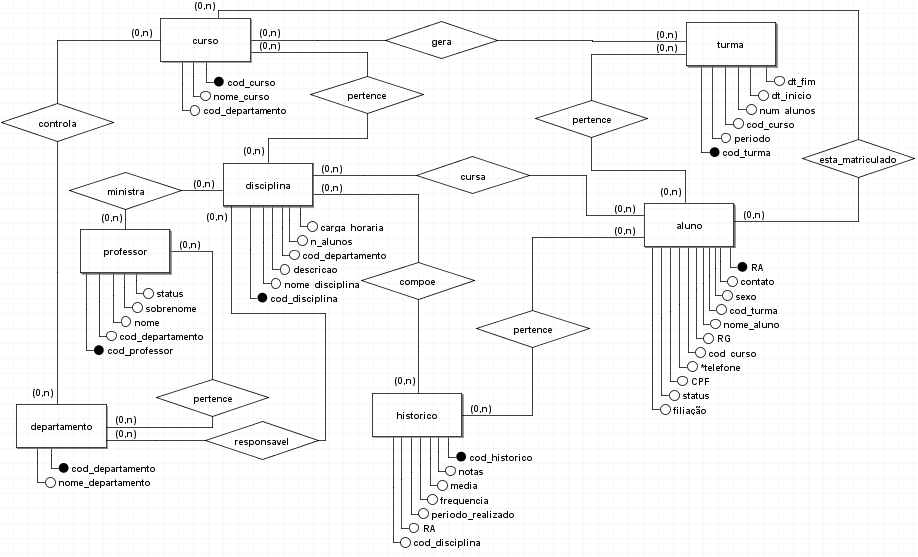 (0,n)
(0,n) curso (0,n) gera (0,n) turma
(0,n) (0,n)
cod_curso
nome_curso
cod_departamento
dt_fim
dt_inicio
num_alunos
cod_curso
periodo
cod_turma
controla
pertence
pertence
esta_matriculado
(0,n)
ministra (0,n) disciplina (0,n) cursa
(0,n)
(0,n)
(0,n)
(0,n)
(0,n) aluno (0,n)
(0,n)
professor (0,n)
carga_horaria
n_alunos
cod_departamento
descricao
nome_disciplina
cod_disciplina
status
sobrenome
nome
cod_departamento
cod_professor
compoe
pertence
RA
contato
sexo
cod_turma
nome_aluno
RG
cod_curso
*telefone
CPF
status
filiação
(0,n)
pertence
(0,n)
departamento (0,n)
(0,n) responsavel
historico (0,n)
cod_departamento
nome_departamento
cod_historico
notas
media
frequencia
periodo_realizado
RA
cod_disciplina